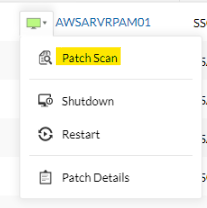 AWSARVRPAM01
Patch Scan
Shutdown
Restart
Patch Details